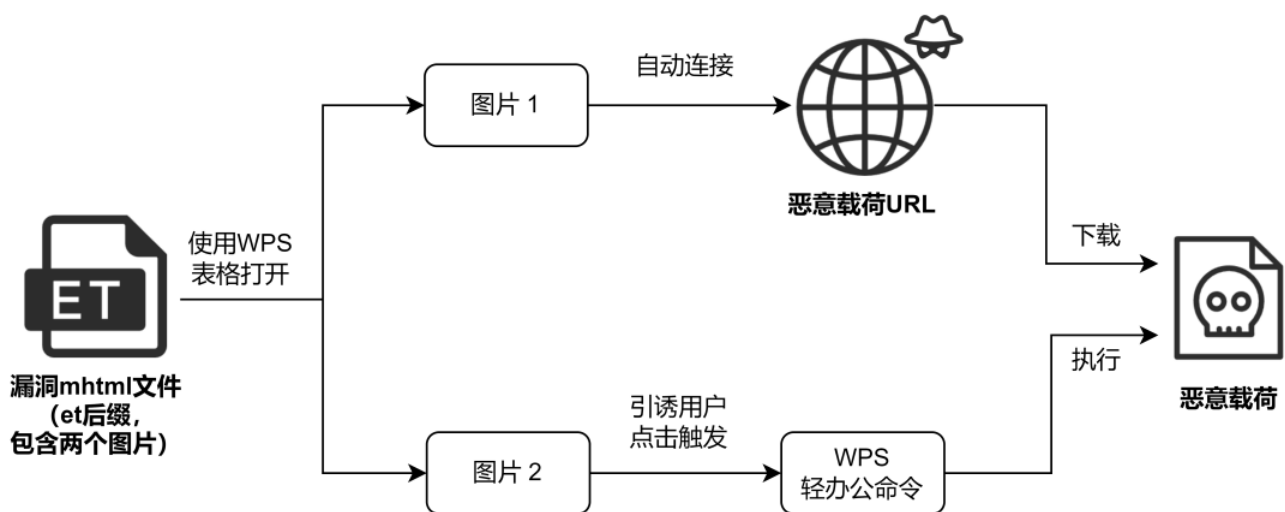 图片 1
自动连接
恶意载荷URL
使用WPS
表格打开
下载
ET
漏洞mhtml文件
（et后缀，
包含两个图片）
执行
恶意载荷
引诱用户
点击触发
图片 2
WPS
轻办公命令